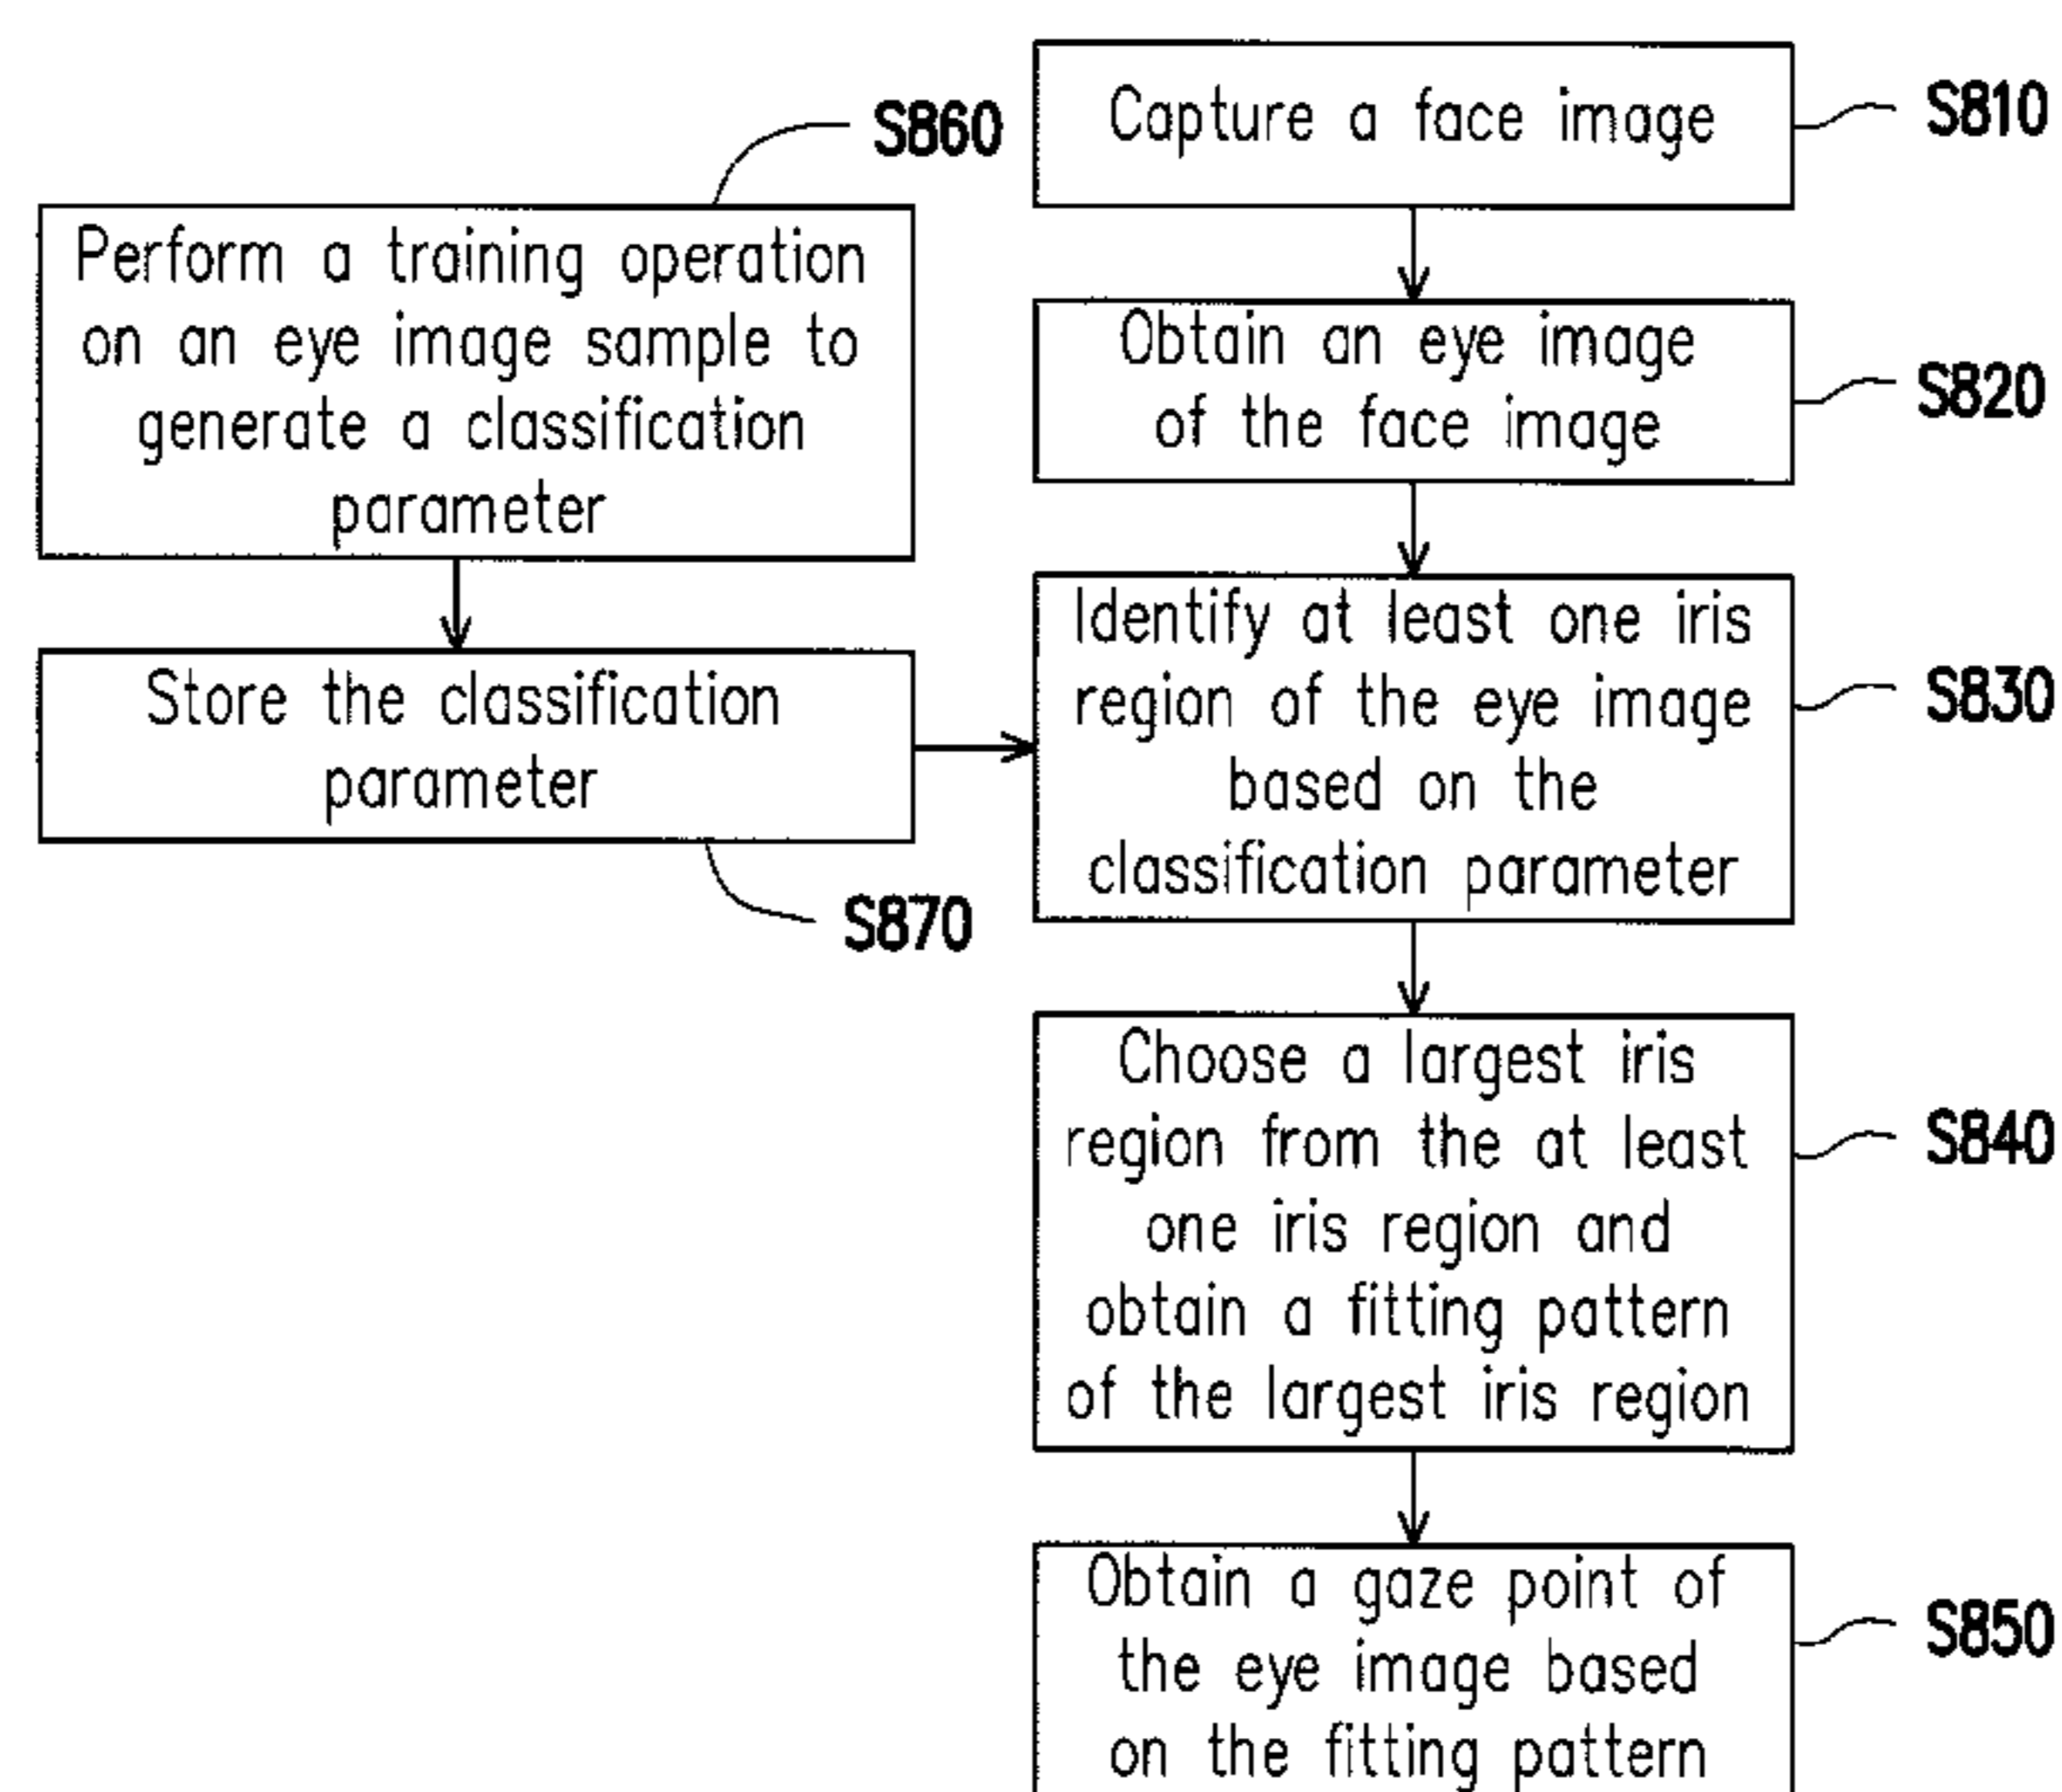 Capture a face image
S810
S860
Perform a training operation
on an eye image sample to
generate a classification
parameter
Obtain an eye image
of the face image
S820
Store the classification
parameter
S870
Identify at least one iris
region of the eye image
based on the
classification parameter
S830
Choose a largest iris
region from the at least
one iris region and
obtain a fitting pattern
of the largest iris region
S840
Obtain a gaze point of
the eye image based
on the fitting pattern
S850